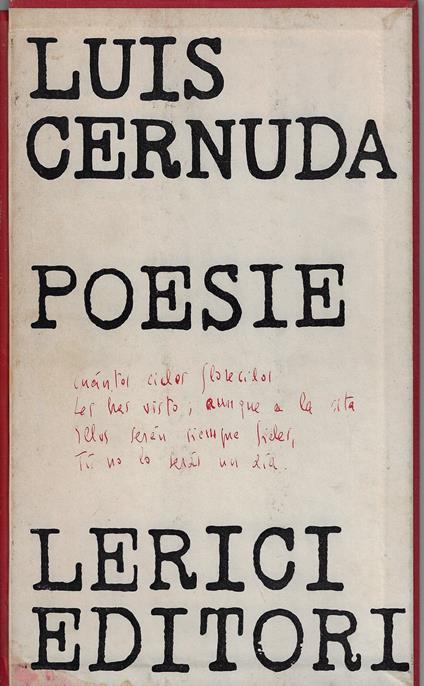 LUIS
CERNUDA
POESIE
cuántos ciclos florecidos
Les has visto; aunque a la cita
Ellos serán siempre fieles,
Tú no lo serás un día.
LERICI
EDITORI